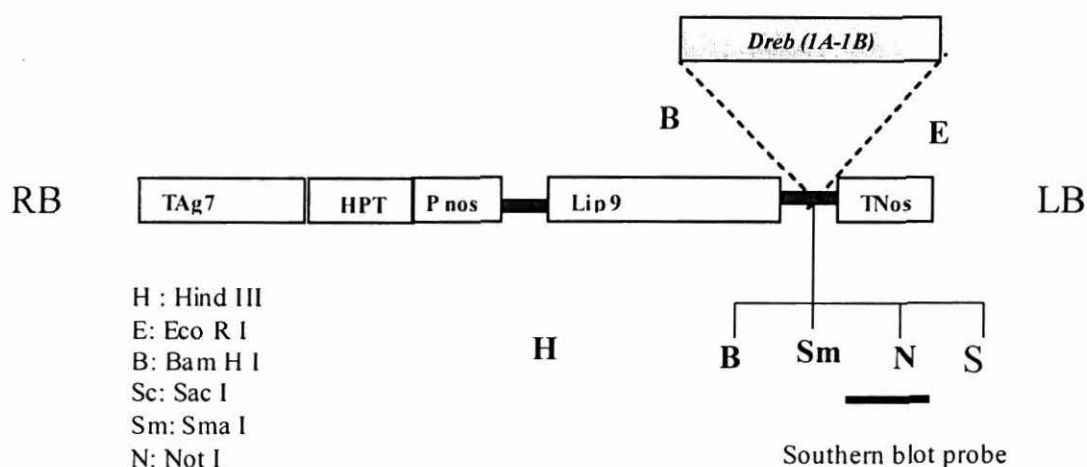 Dreb (1A-1B)
B
E
RB
TAg7
HPT
P nos
Lip9
TNos
LB
H : Hind III
E: Eco R I
B: Bam H I
Sc: Sac I
Sm: Sma I
N: Not I
H
B
Sm
N
S
Southern blot probe